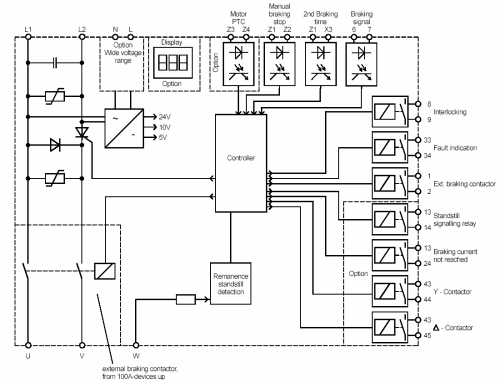 Motor
PTC
Manual
braking
stop
2nd Braking
time
Braking
signal
L1
L2
N
L
Z3
Z4
Z1
Z2
Z1
X3
6
7
Option
Wide voltage
range
Display
Option
Option
24V
10V
5V
~
-
Controller
8
Interlocking
9
33
Fault indication
34
1
Ext. braking contactor
2
13
Standstill
signalling relay
14
13
Braking current
not reached
24
Option
43
Y - Contactor
44
43
Δ - Contactor
45
Remanence
standstill
detection
U
V
W
external braking contactor,
from 100A-devices up